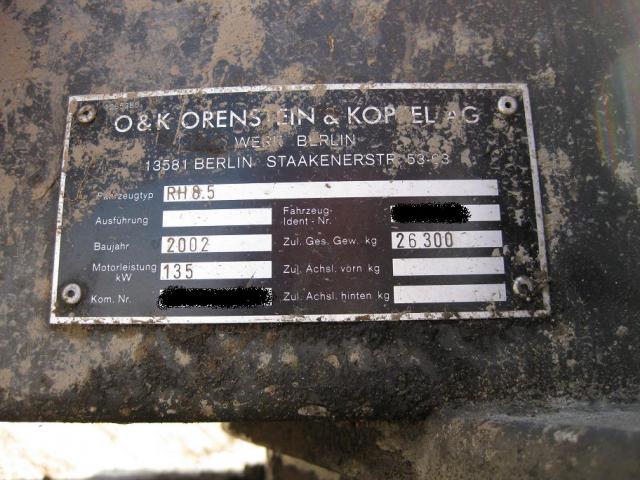 O & K ORENSTEIN & KOPPEL AG
WERK BERLIN
13581 BERLIN STAAKENERSTR. 53-63
Fahrzeugtyp RH 8.5
Ausführung Fahrzeug-Ident.-Nr.
Baujahr 2002 Zul. Ges. Gew. kg 26 300
Motorleistung kW 135 Zul. Achsl. vorn kg
Kom. Nr. Zul. Achsl. hinten kg